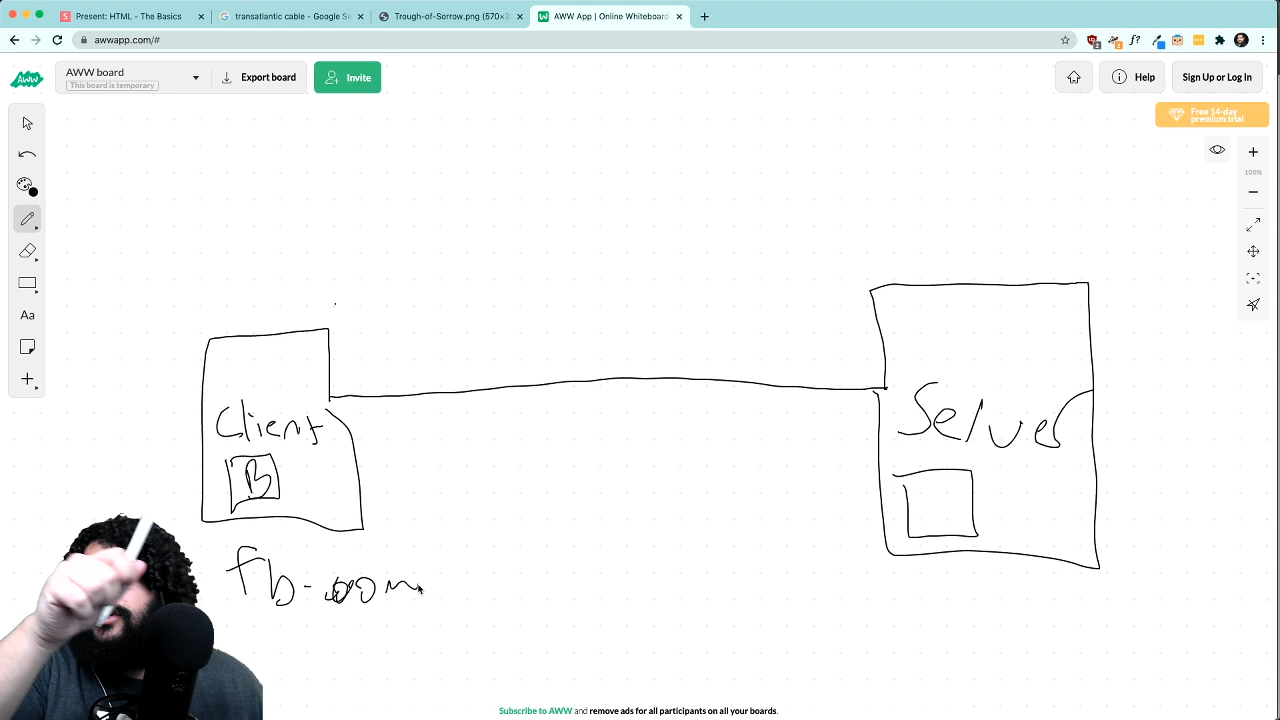 Present: HTML - The Basics
transatlantic cable - Google Se
Trough-of-Sorrow.png (570×3
AWW App | Online Whiteboard
awwapp.com/#
AWW
AWW board
This board is temporary
Export board
Invite
Help
Sign Up or Log In
Free 14-day
premium trial
100%
Aa
Client
B
Server
fb.com
Subscribe to AWW and remove ads for all participants on all your boards.